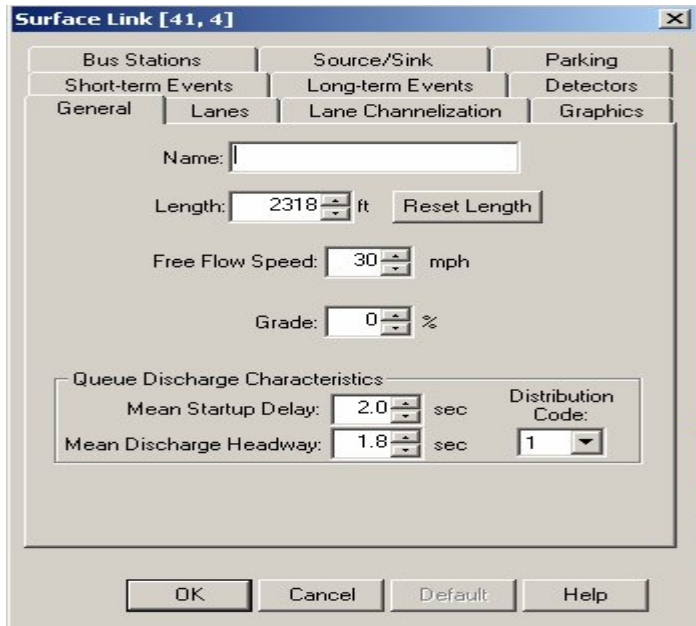 Surface Link [41, 4]
Bus Stations Source/Sink Parking
Short-term Events Long-term Events Detectors
General Lanes Lane Channelization Graphics
Name:
Length: 2318 ft Reset Length
Free Flow Speed: 30 mph
Grade: 0 %
Queue Discharge Characteristics
Mean Startup Delay: 2.0 sec
Distribution Code:
Mean Discharge Headway: 1.8 sec
1
OK Cancel Default Help